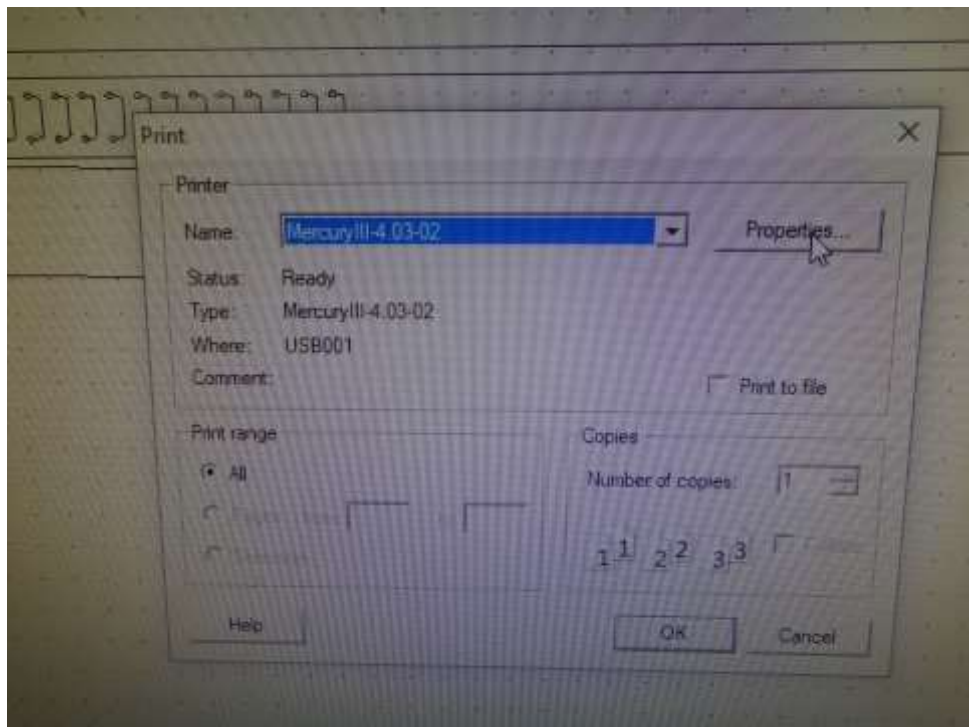 Print
Printer
Name: MercuryIII-4.03-02 Properties...
Status: Ready
Type: MercuryIII-4.03-02
Where: USB001
Comment:
Print to file
Print range Copies
All Number of copies: 1
1 1 2 2 3 3
Help OK Cancel